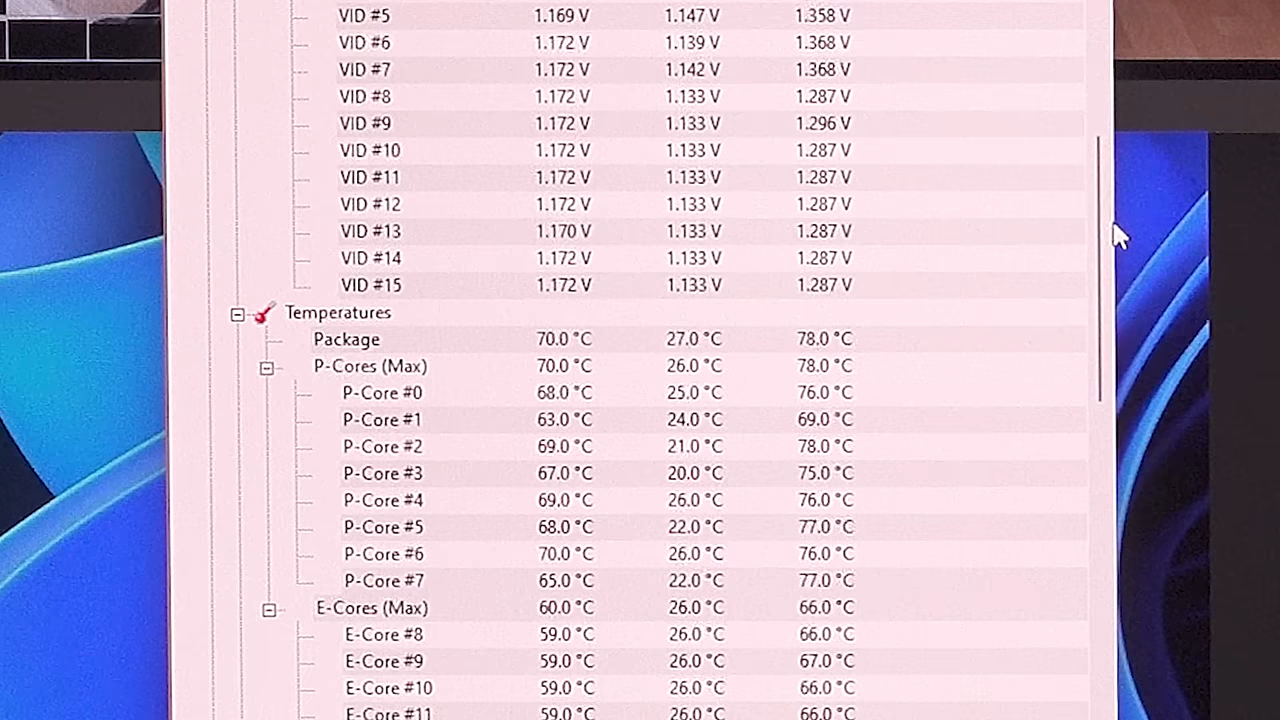 VID #5 1.169 V 1.147 V 1.358 V
VID #6 1.172 V 1.139 V 1.368 V
VID #7 1.172 V 1.142 V 1.368 V
VID #8 1.172 V 1.133 V 1.287 V
VID #9 1.172 V 1.133 V 1.296 V
VID #10 1.172 V 1.133 V 1.287 V
VID #11 1.172 V 1.133 V 1.287 V
VID #12 1.172 V 1.133 V 1.287 V
VID #13 1.170 V 1.133 V 1.287 V
VID #14 1.172 V 1.133 V 1.287 V
VID #15 1.172 V 1.133 V 1.287 V
Temperatures
Package 70.0 °C 27.0 °C 78.0 °C
P-Cores (Max) 70.0 °C 26.0 °C 78.0 °C
P-Core #0 68.0 °C 25.0 °C 76.0 °C
P-Core #1 63.0 °C 24.0 °C 69.0 °C
P-Core #2 69.0 °C 21.0 °C 78.0 °C
P-Core #3 67.0 °C 20.0 °C 75.0 °C
P-Core #4 69.0 °C 26.0 °C 76.0 °C
P-Core #5 68.0 °C 22.0 °C 77.0 °C
P-Core #6 70.0 °C 26.0 °C 76.0 °C
P-Core #7 65.0 °C 22.0 °C 77.0 °C
E-Cores (Max) 60.0 °C 26.0 °C 66.0 °C
E-Core #8 59.0 °C 26.0 °C 66.0 °C
E-Core #9 59.0 °C 26.0 °C 67.0 °C
E-Core #10 59.0 °C 26.0 °C 66.0 °C
E-Core #11 59.0 °C 26.0 °C 66.0 °C